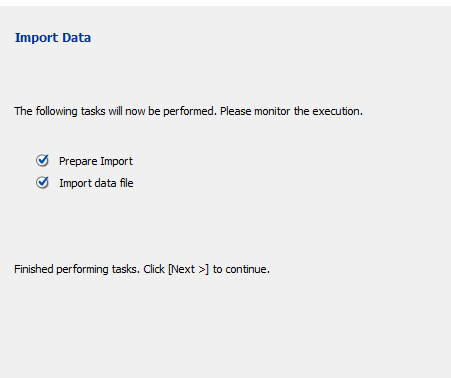 Import Data
The following tasks will now be performed. Please monitor the execution.
Prepare Import
Import data file
Finished performing tasks. Click [Next >] to continue.